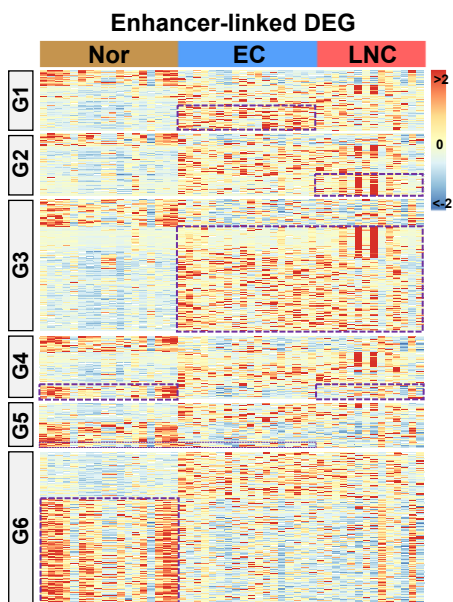 Enhancer-linked DEG
Nor EC LNC
G1
G2
G3
G4
G5
G6
>2
0
<-2